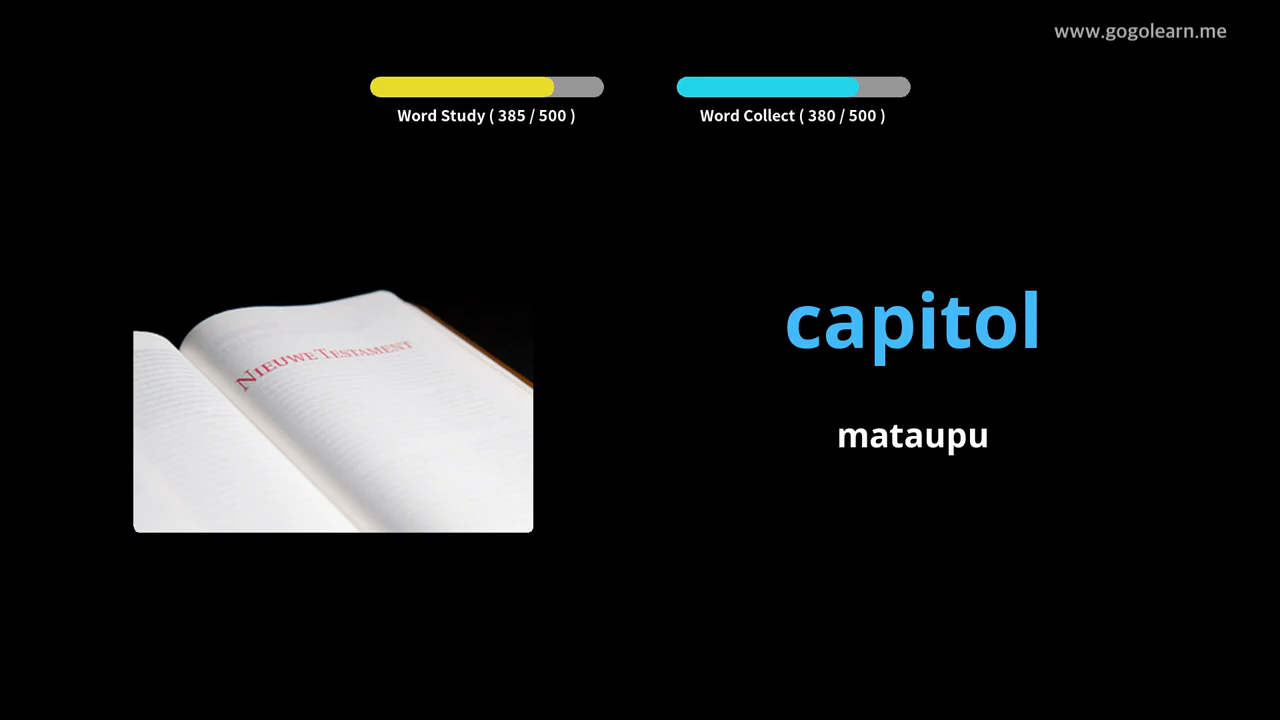 www.gogolearn.me
Word Study ( 385 / 500 )
Word Collect ( 380 / 500 )
NIEUWE TESTAMENT
capitol
mataupu